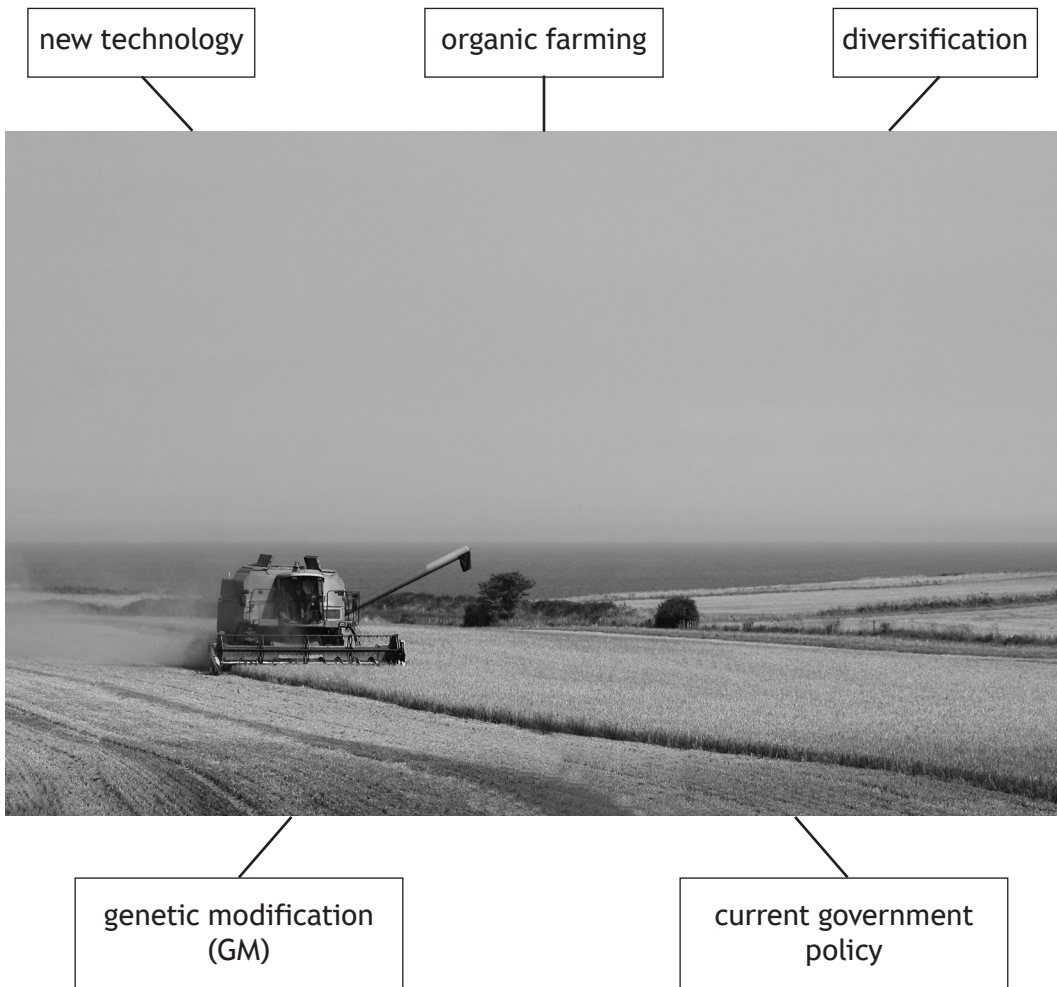 new technology
organic farming
diversification
genetic modification
(GM)
current government
policy